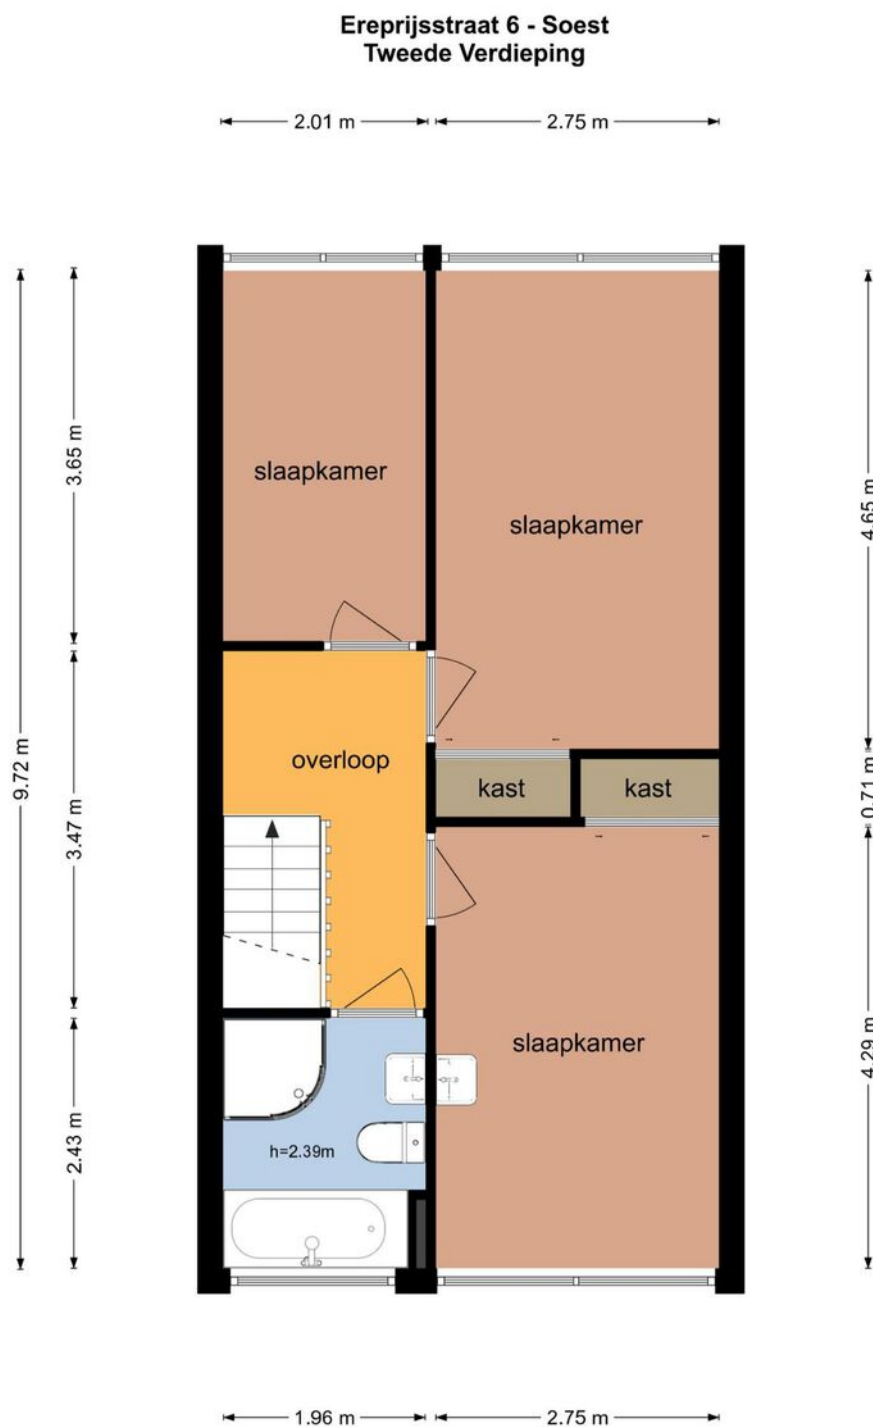 Ereprijsstraat 6 - Soest
Tweede Verdieping
2.01 m
2.75 m
3.65 m
4.65 m
slaapkamer
slaapkamer
9.72 m
overloop
kast
kast
0.71 m
3.47 m
slaapkamer
4.29 m
2.43 m
h=2.39m
1.96 m
2.75 m